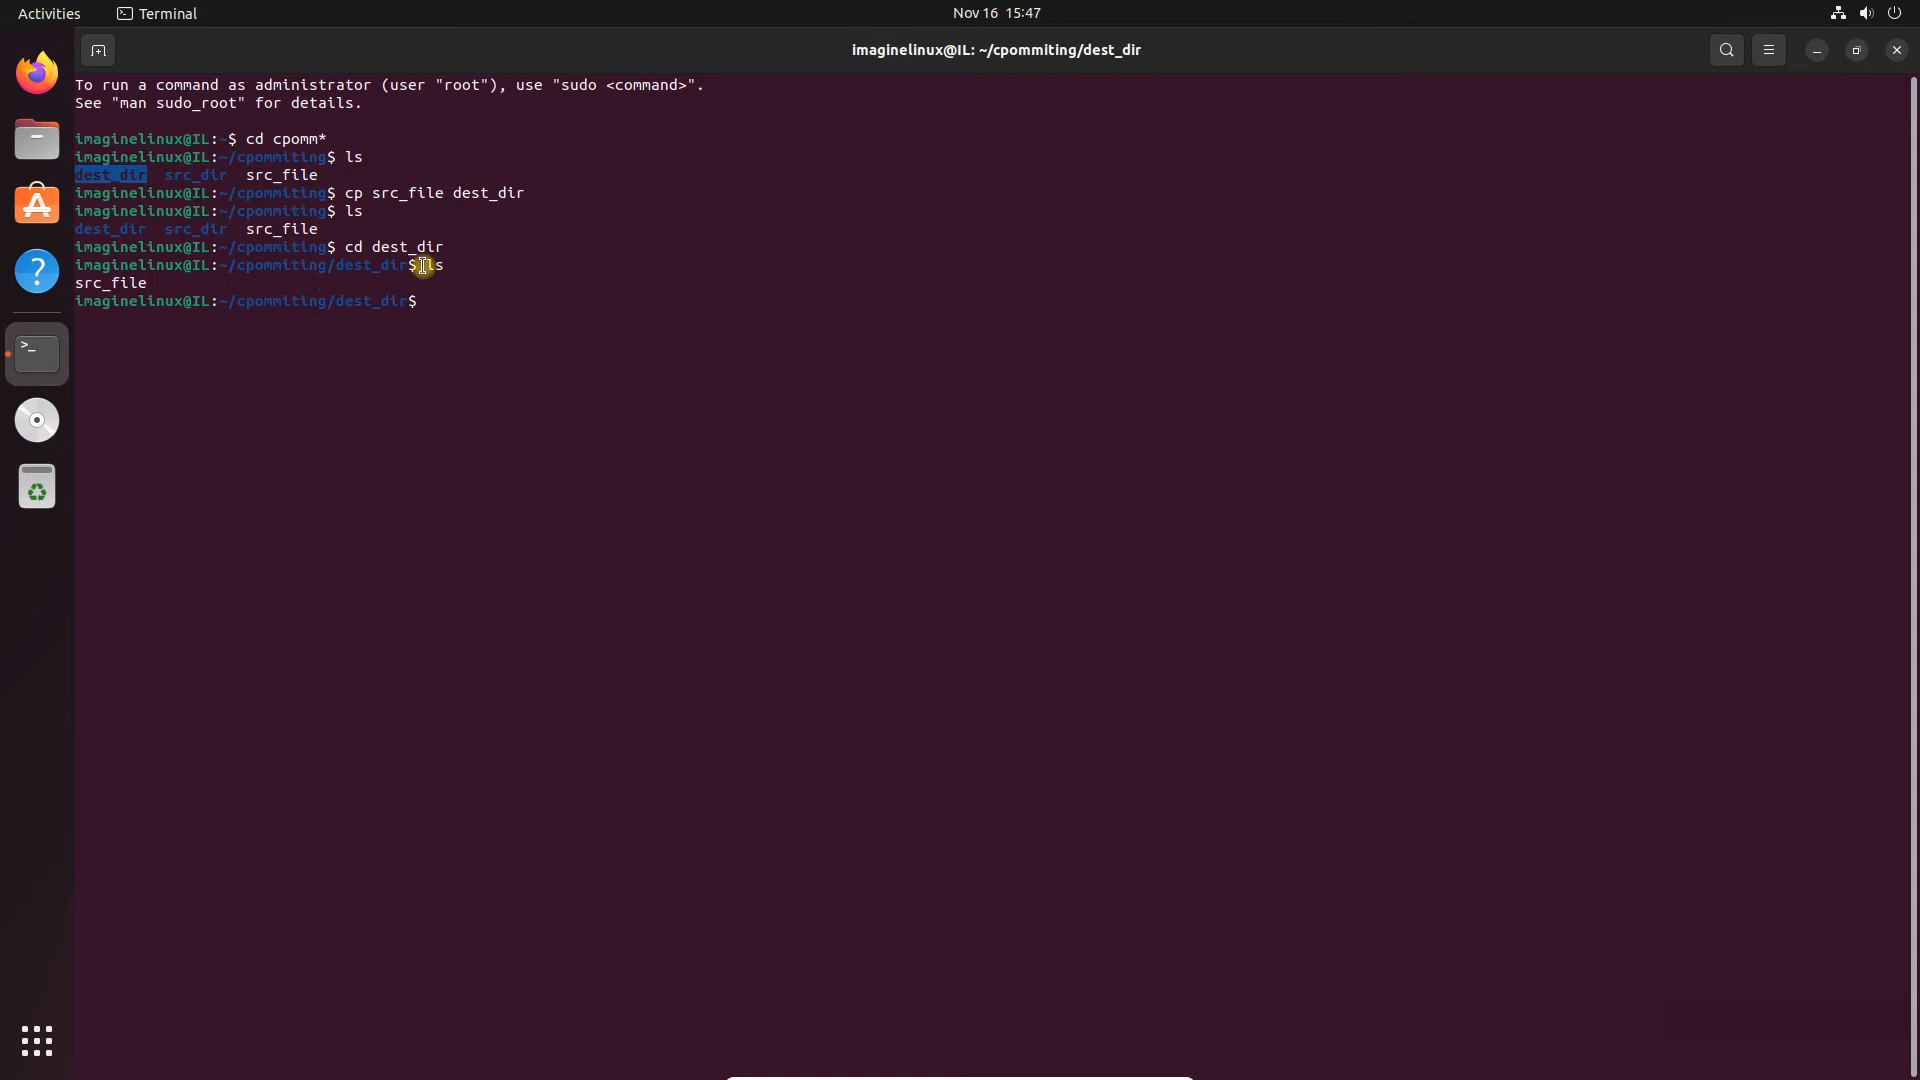 Activities Terminal Nov 16 15:47
imaginelinux@IL: ~/cpommiting/dest_dir
To run a command as administrator (user "root"), use "sudo <command>".
See "man sudo_root" for details.
imaginelinux@IL:~$ cd cpomm*
imaginelinux@IL:~/cpommiting$ ls
dest_dir src_dir src_file
imaginelinux@IL:~/cpommiting$ cp src_file dest_dir
imaginelinux@IL:~/cpommiting$ ls
dest_dir src_dir src_file
imaginelinux@IL:~/cpommiting$ cd dest_dir
imaginelinux@IL:~/cpommiting/dest_dir$ ls
src_file
imaginelinux@IL:~/cpommiting/dest_dir$